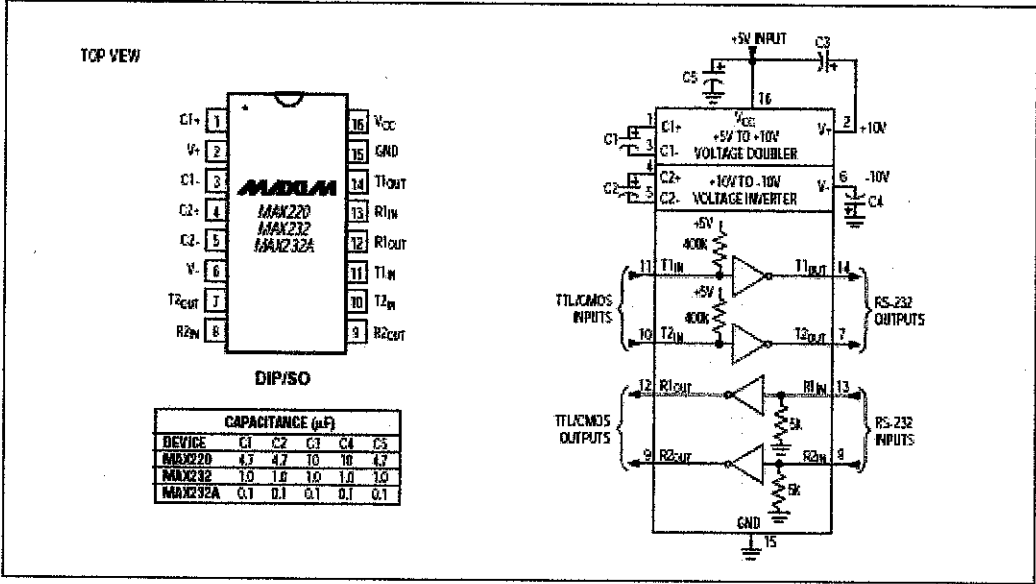 TOP VIEW
C1+ 1
V+ 2
C1- 3
C2+ 4
C2- 5
V- 6
T2OUT 7
R2IN 8
16 VCC
15 GND
14 T1OUT
13 R1IN
12 R1OUT
11 T1IN
10 T2IN
9 R2OUT
MAXIM
MAX220
MAX232
MAX232A
DIP/SO
CAPACITANCE (µF)
DEVICE C1 C2 C3 C4 C5
MAX220 4.7 4.7 10 10 4.7
MAX232 1.0 1.0 1.0 1.0 1.0
MAX232A 0.1 0.1 0.1 0.1 0.1
+5V INPUT
C3
C5
16
VCC
1 C1+
C1
3 C1-
+5V TO +10V
VOLTAGE DOUBLER
V+ 2 +10V
4 C2+
C2
5 C2-
+10V TO -10V
VOLTAGE INVERTER
V- 6 -10V
C4
+5V
400K
11 T1IN
T1OUT 14
+5V
400K
TTL/CMOS
INPUTS
RS-232
OUTPUTS
10 T2IN
T2OUT 7
12 R1OUT
R1IN 13
5K
TTL/CMOS
OUTPUTS
RS-232
INPUTS
9 R2OUT
R2IN 8
5K
GND
15